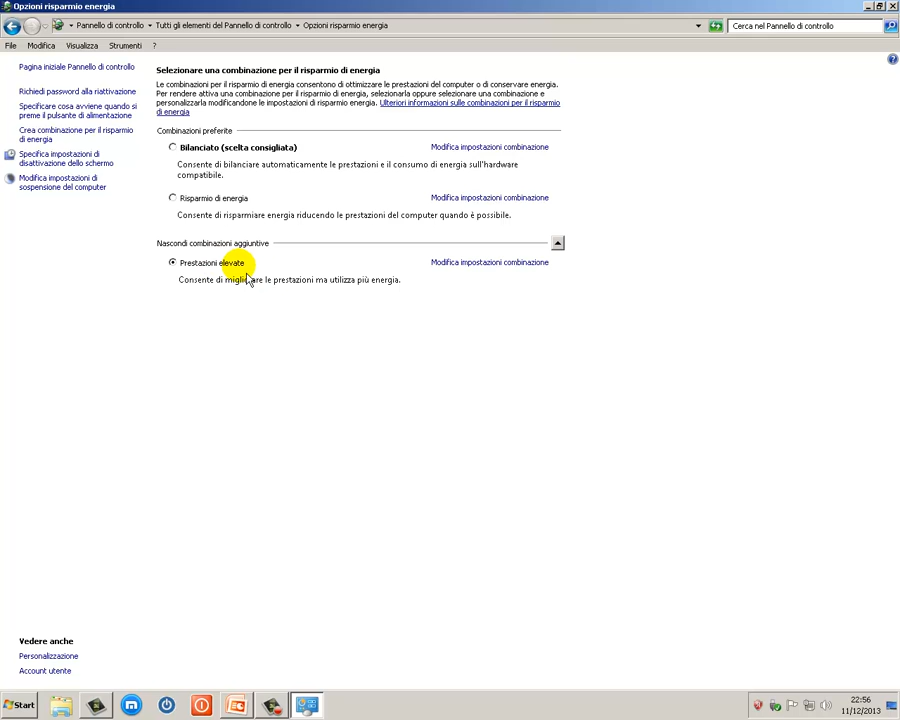 Opzioni risparmio energia
Pannello di controllo
Tutti gli elementi del Pannello di controllo
Opzioni risparmio energia
Cerca nel Pannello di controllo
File
Modifica
Visualizza
Strumenti
?
Pagina iniziale Pannello di controllo
Richiedi password alla riattivazione
Specificare cosa avviene quando si
preme il pulsante di alimentazione
Crea combinazione per il risparmio
di energia
Specifica impostazioni di
disattivazione dello schermo
Modifica impostazioni di
sospensione del computer
Selezionare una combinazione per il risparmio di energia
Le combinazioni per il risparmio di energia consentono di ottimizzare le prestazioni del computer o di conservare energia.
Per rendere attiva una combinazione per il risparmio di energia, selezionarla oppure selezionare una combinazione e
personalizzarla modificandone le impostazioni di risparmio energia. Ulteriori informazioni sulle combinazioni per il risparmio
di energia
Combinazioni preferite
Bilanciato (scelta consigliata)
Modifica impostazioni combinazione
Consente di bilanciare automaticamente le prestazioni e il consumo di energia sull'hardware
compatibile.
Risparmio di energia
Modifica impostazioni combinazione
Consente di risparmiare energia riducendo le prestazioni del computer quando è possibile.
Nascondi combinazioni aggiuntive
Prestazioni elevate
Modifica impostazioni combinazione
Consente di migliorare le prestazioni ma utilizza più energia.
Vedere anche
Personalizzazione
Account utente
Start
22:56
11/12/2013